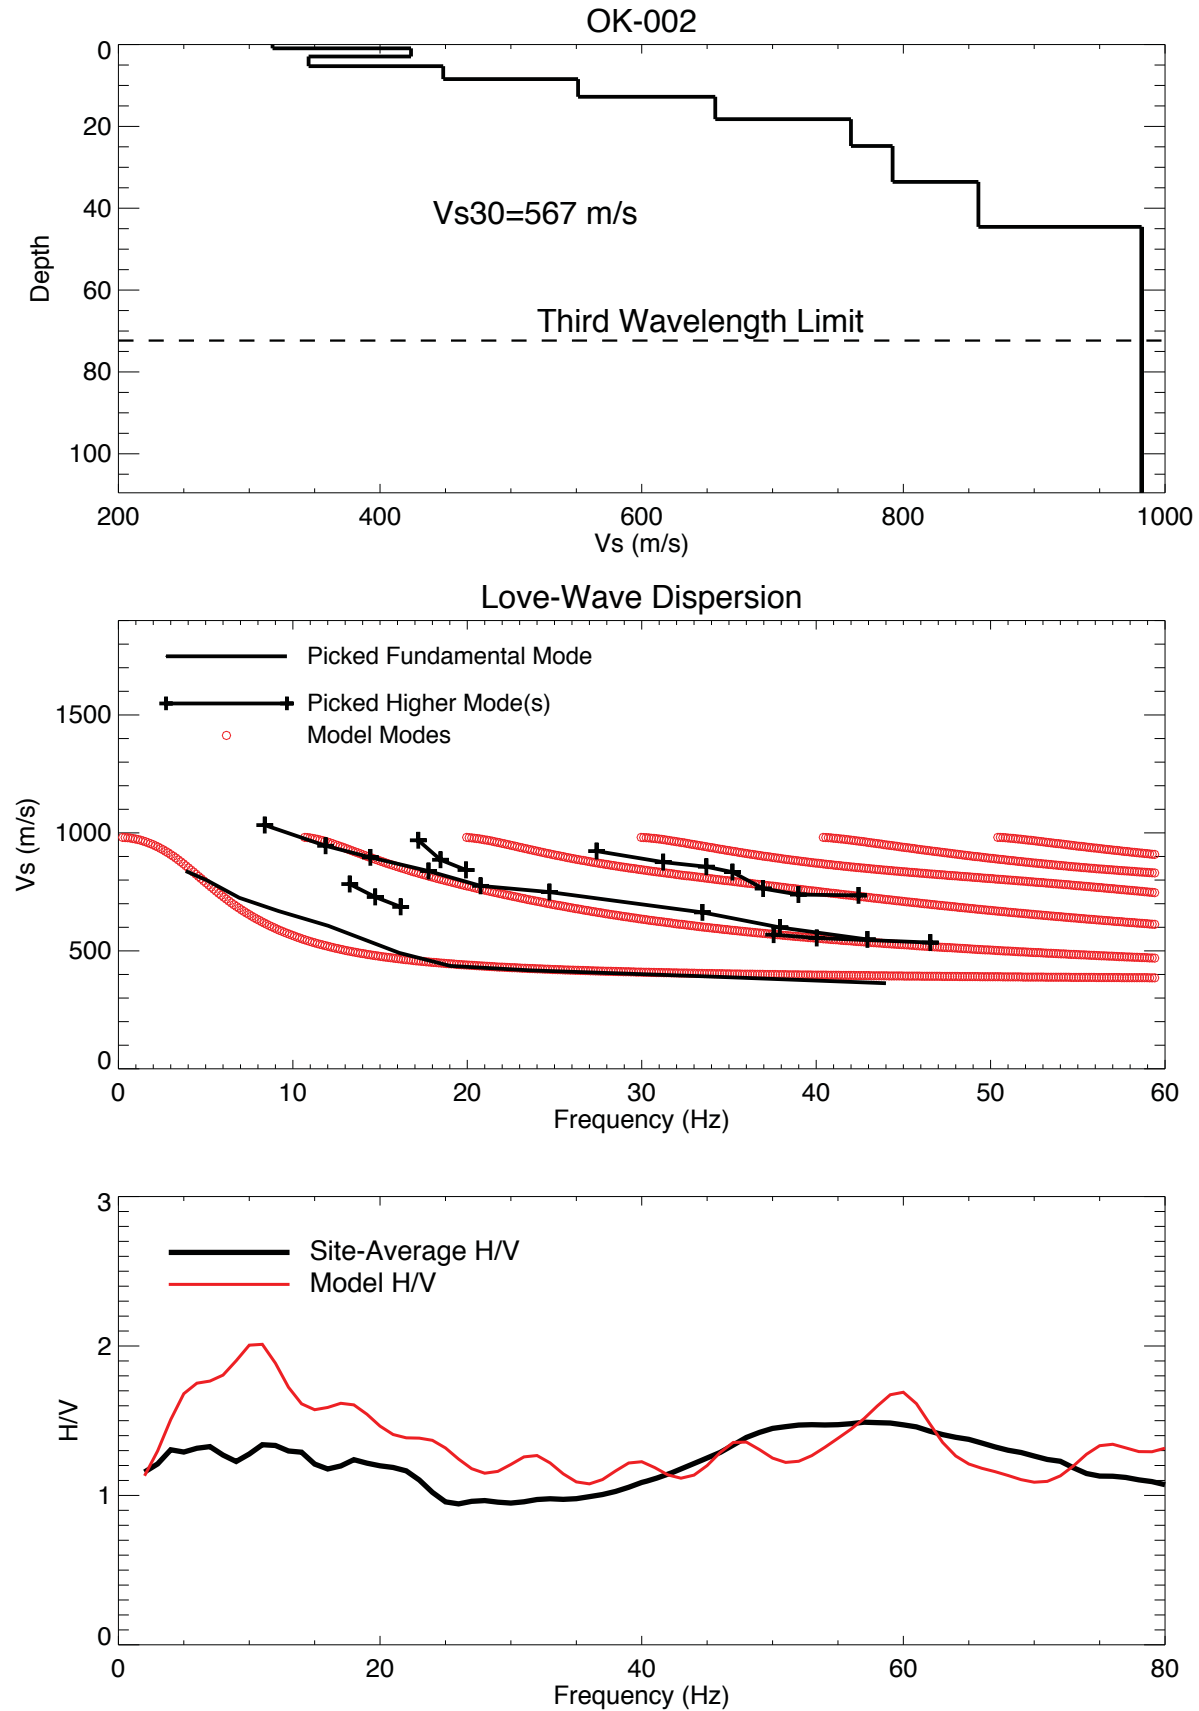 OK-002
0
20
40
60
80
100
Depth
Vs30=567 m/s
Third Wavelength Limit
200 400 600 800 1000
Vs (m/s)
Love-Wave Dispersion
Picked Fundamental Mode
Picked Higher Mode(s)
Model Modes
1500
1000
500
0
Vs (m/s)
0 10 20 30 40 50 60
Frequency (Hz)
3
2
1
0
H/V
Site-Average H/V
Model H/V
0 20 40 60 80
Frequency (Hz)